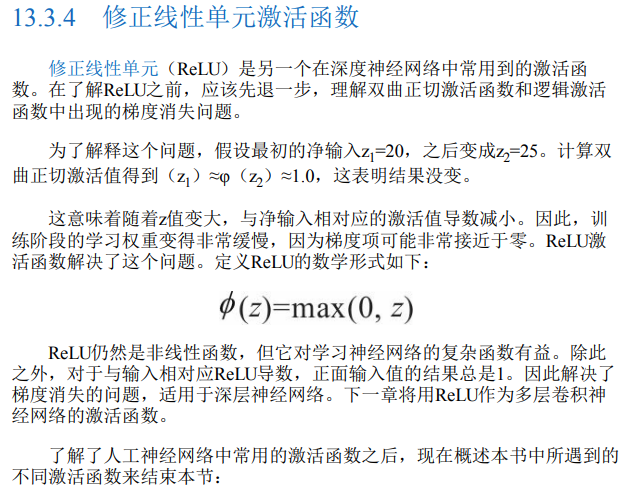 13.3.4 修正线性单元激活函数
修正线性单元（ReLU）是另一个在深度神经网络中常用到的激活函
数。在了解ReLU之前，应该先退一步，理解双曲正切激活函数和逻辑激活
函数中出现的梯度消失问题。
为了解释这个问题，假设最初的净输入z₁=20，之后变成z₂=25。计算双
曲正切激活值得到（z₁）≈φ（z₂）≈1.0，这表明结果没变。
这意味着随着z值变大，与净输入相对应的激活值导数减小。因此，训
练阶段的学习权重变得非常缓慢，因为梯度项可能非常接近于零。ReLU激
活函数解决了这个问题。定义ReLU的数学形式如下：
ϕ(z)=max(0, z)
ReLU仍然是非线性函数，但它对学习神经网络的复杂函数有益。除此
之外，对于与输入相对应ReLU导数，正面输入值的结果总是1。因此解决了
梯度消失的问题，适用于深层神经网络。下一章将用ReLU作为多层卷积神
经网络的激活函数。
了解了人工神经网络中常用的激活函数之后，现在概述本书中所遇到的
不同激活函数来结束本节：